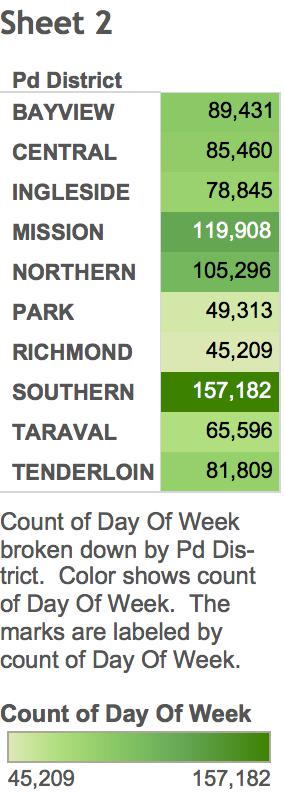 Sheet 2
Pd District
BAYVIEW 89,431
CENTRAL 85,460
INGLESIDE 78,845
MISSION 119,908
NORTHERN 105,296
PARK 49,313
RICHMOND 45,209
SOUTHERN 157,182
TARAVAL 65,596
TENDERLOIN 81,809
Count of Day Of Week
broken down by Pd Dis-
trict.  Color shows count
of Day Of Week.  The
marks are labeled by
count of Day Of Week.
Count of Day Of Week
45,209 157,182